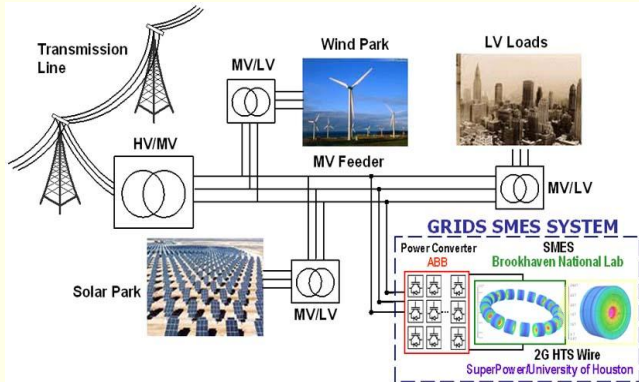 Transmission
Line
MV/LV
Wind Park
LV Loads
HV/MV
MV Feeder
MV/LV
Solar Park
MV/LV
GRIDS SMES SYSTEM
Power Converter
ABB
SMES
Brookhaven National Lab
2G HTS Wire
SuperPower/University of Houston